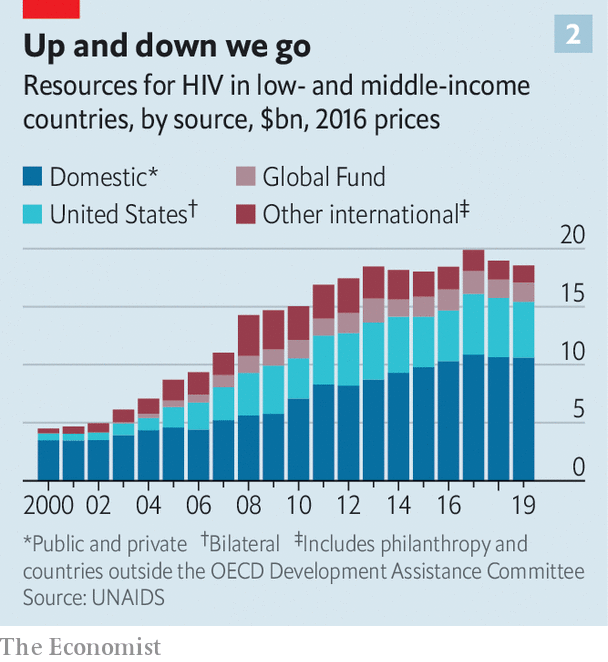 2
Up and down we go
Resources for HIV in low- and middle-income
countries, by source, $bn, 2016 prices
Domestic* Global Fund
United States† Other international‡
20
15
10
5
0
2000 02 04 06 08 10 12 14 16 19
*Public and private †Bilateral ‡Includes philanthropy and
countries outside the OECD Development Assistance Committee
Source: UNAIDS
The Economist